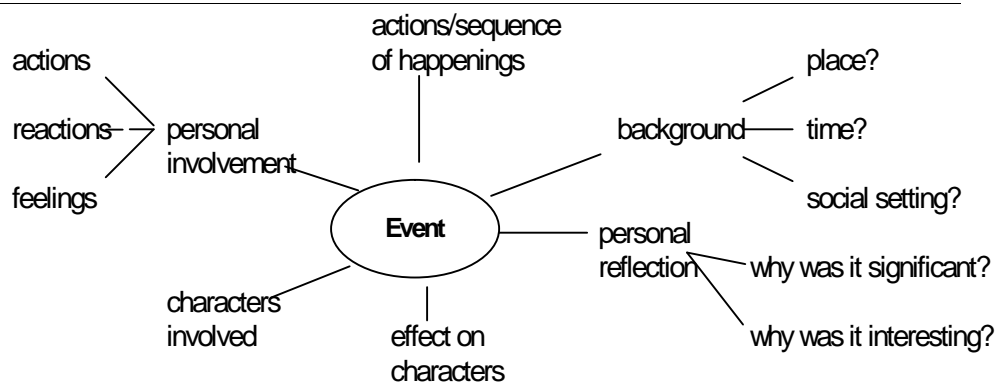 actions/sequence
of happenings
actions
reactions
feelings
personal
involvement
background
place?
time?
social setting?
Event
personal
reflection
why was it significant?
why was it interesting?
characters
involved
effect on
characters